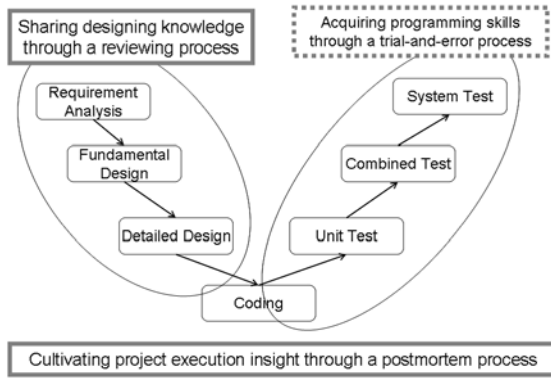 Sharing designing knowledge
through a reviewing process
Acquiring programming skills
through a trial-and-error process
Requirement
Analysis
Fundamental
Design
Detailed Design
Coding
Unit Test
Combined Test
System Test
Cultivating project execution insight through a postmortem process